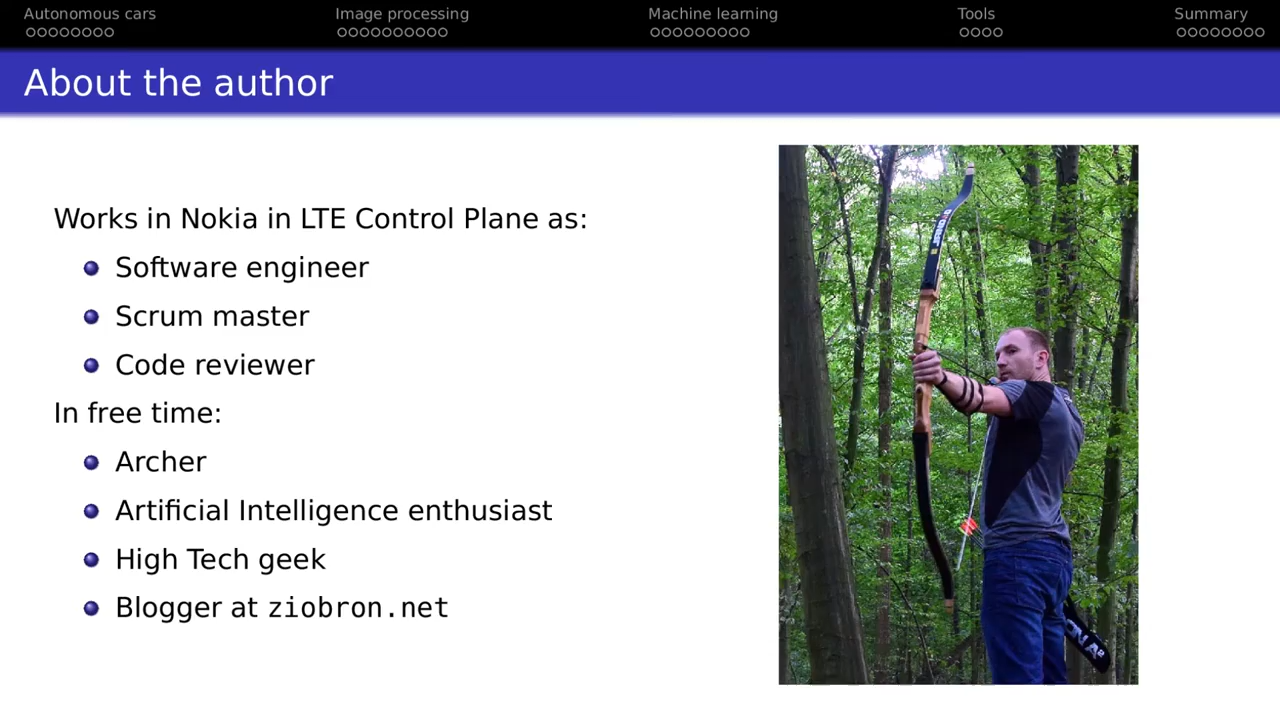 Autonomous cars Image processing Machine learning Tools Summary
About the author
Works in Nokia in LTE Control Plane as:
Software engineer
Scrum master
Code reviewer
In free time:
Archer
Artificial Intelligence enthusiast
High Tech geek
Blogger at ziobron.net